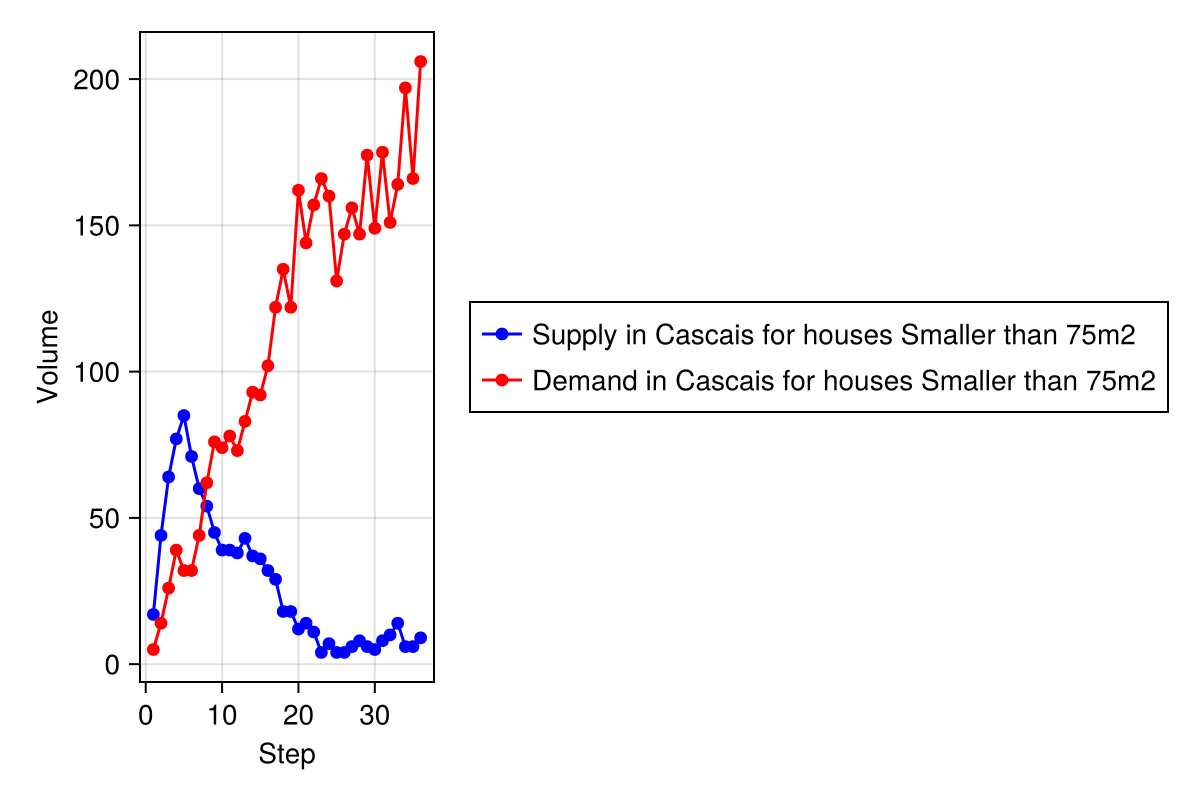 200
150
100
50
0
Volume
0 10 20 30
Step
Supply in Cascais for houses Smaller than 75m2
Demand in Cascais for houses Smaller than 75m2